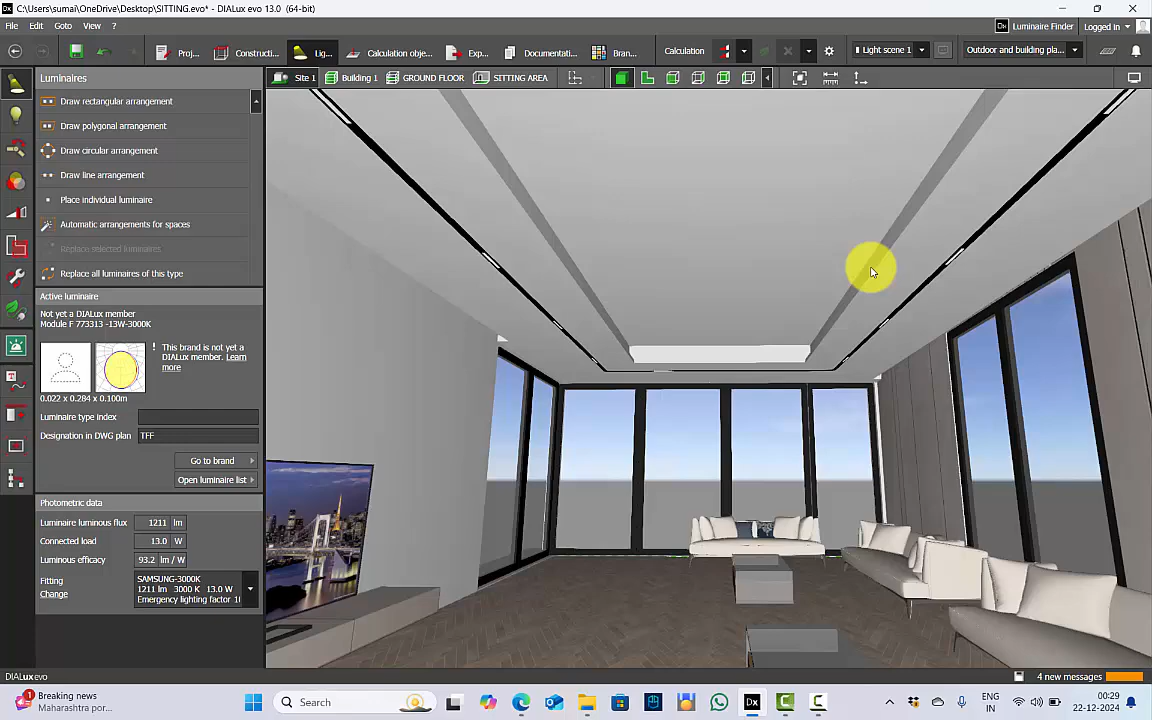 C:\Users\sumai\OneDrive\Desktop\SITTING.evo* - DIALux evo 13.0 (64-bit)
File Edit Goto View ?
Luminaire Finder
Logged in
Proj...
Constructi...
Lig...
Calculation obje...
Exp...
Documentati...
Bran...
Calculation
Light scene 1
Outdoor and building pla...
Luminaires
Site 1
Building 1
GROUND FLOOR
SITTING AREA
Draw rectangular arrangement
Draw polygonal arrangement
Draw circular arrangement
Draw line arrangement
Place individual luminaire
Automatic arrangements for spaces
Replace selected luminaires
Replace all luminaires of this type
Active luminaire
Not yet a DIALux member
Module F 773313 -13W-3000K
! This brand is not yet a
DIALux member. Learn
more
0.022 x 0.284 x 0.100m
Luminaire type index
Designation in DWG plan TFF
Go to brand
Open luminaire list
Photometric data
Luminaire luminous flux 1211 lm
Connected load 13.0 W
Luminous efficacy 93.2 lm / W
Fitting
Change
SAMSUNG-3000K
1211 lm 3000 K 13.0 W
Emergency lighting factor 1
DIALux evo
4 new messages
1
Breaking news
Maharashtra por...
Search
Dx
ENG
IN
00:29
22-12-2024